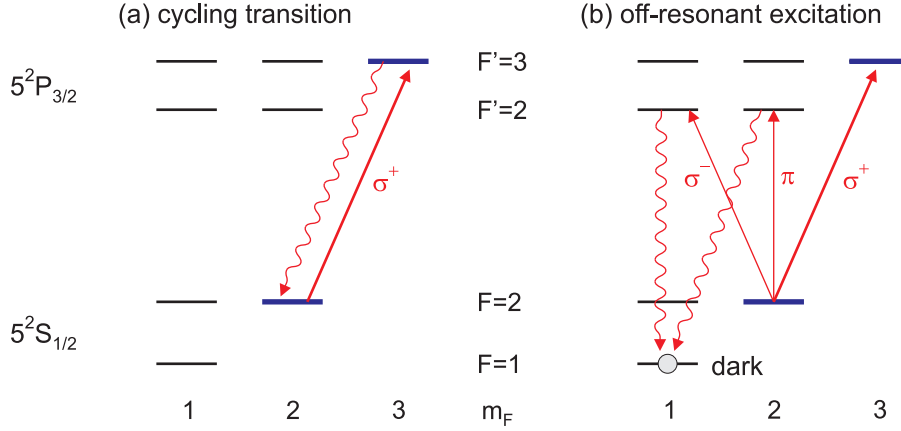 (a) cycling transition
(b) off-resonant excitation
5²P₃/₂
F'=3
F'=2
σ⁺
σ⁻
π
σ⁺
5²S₁/₂
F=2
F=1
dark
1 2 3 m_F 1 2 3